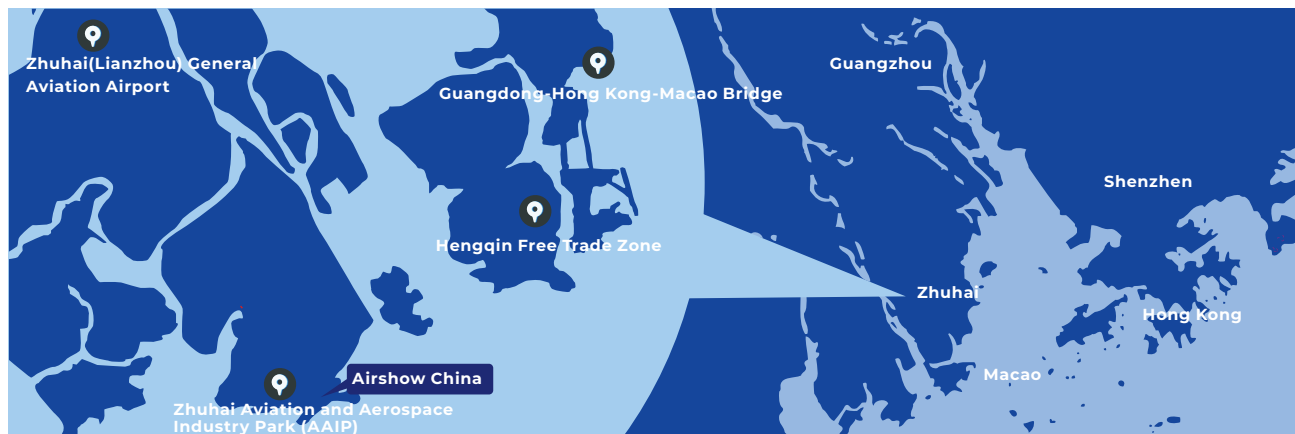 Zhuhai(Lianzhou) General
Aviation Airport
Guangdong-Hong Kong-Macao Bridge
Hengqin Free Trade Zone
Airshow China
Zhuhai Aviation and Aerospace
Industry Park (AAIP)
Guangzhou
Shenzhen
Zhuhai
Hong Kong
Macao